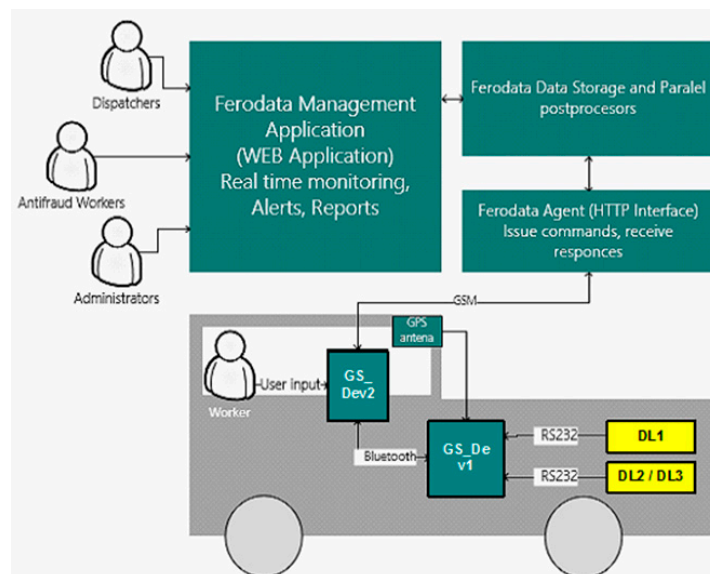 Dispatchers
Antifraud Workers
Administrators
Ferodata Management
Application
(WEB Application)
Real time monitoring,
Alerts, Reports
Ferodata Data Storage and Paralel
postprocesors
Ferodata Agent (HTTP Interface)
Issue commands, receive
responces
GSM
GPS
antena
Worker
User input
GS_
Dev2
Bluetooth
GS_De
v1
RS232
DL1
RS232
DL2 / DL3